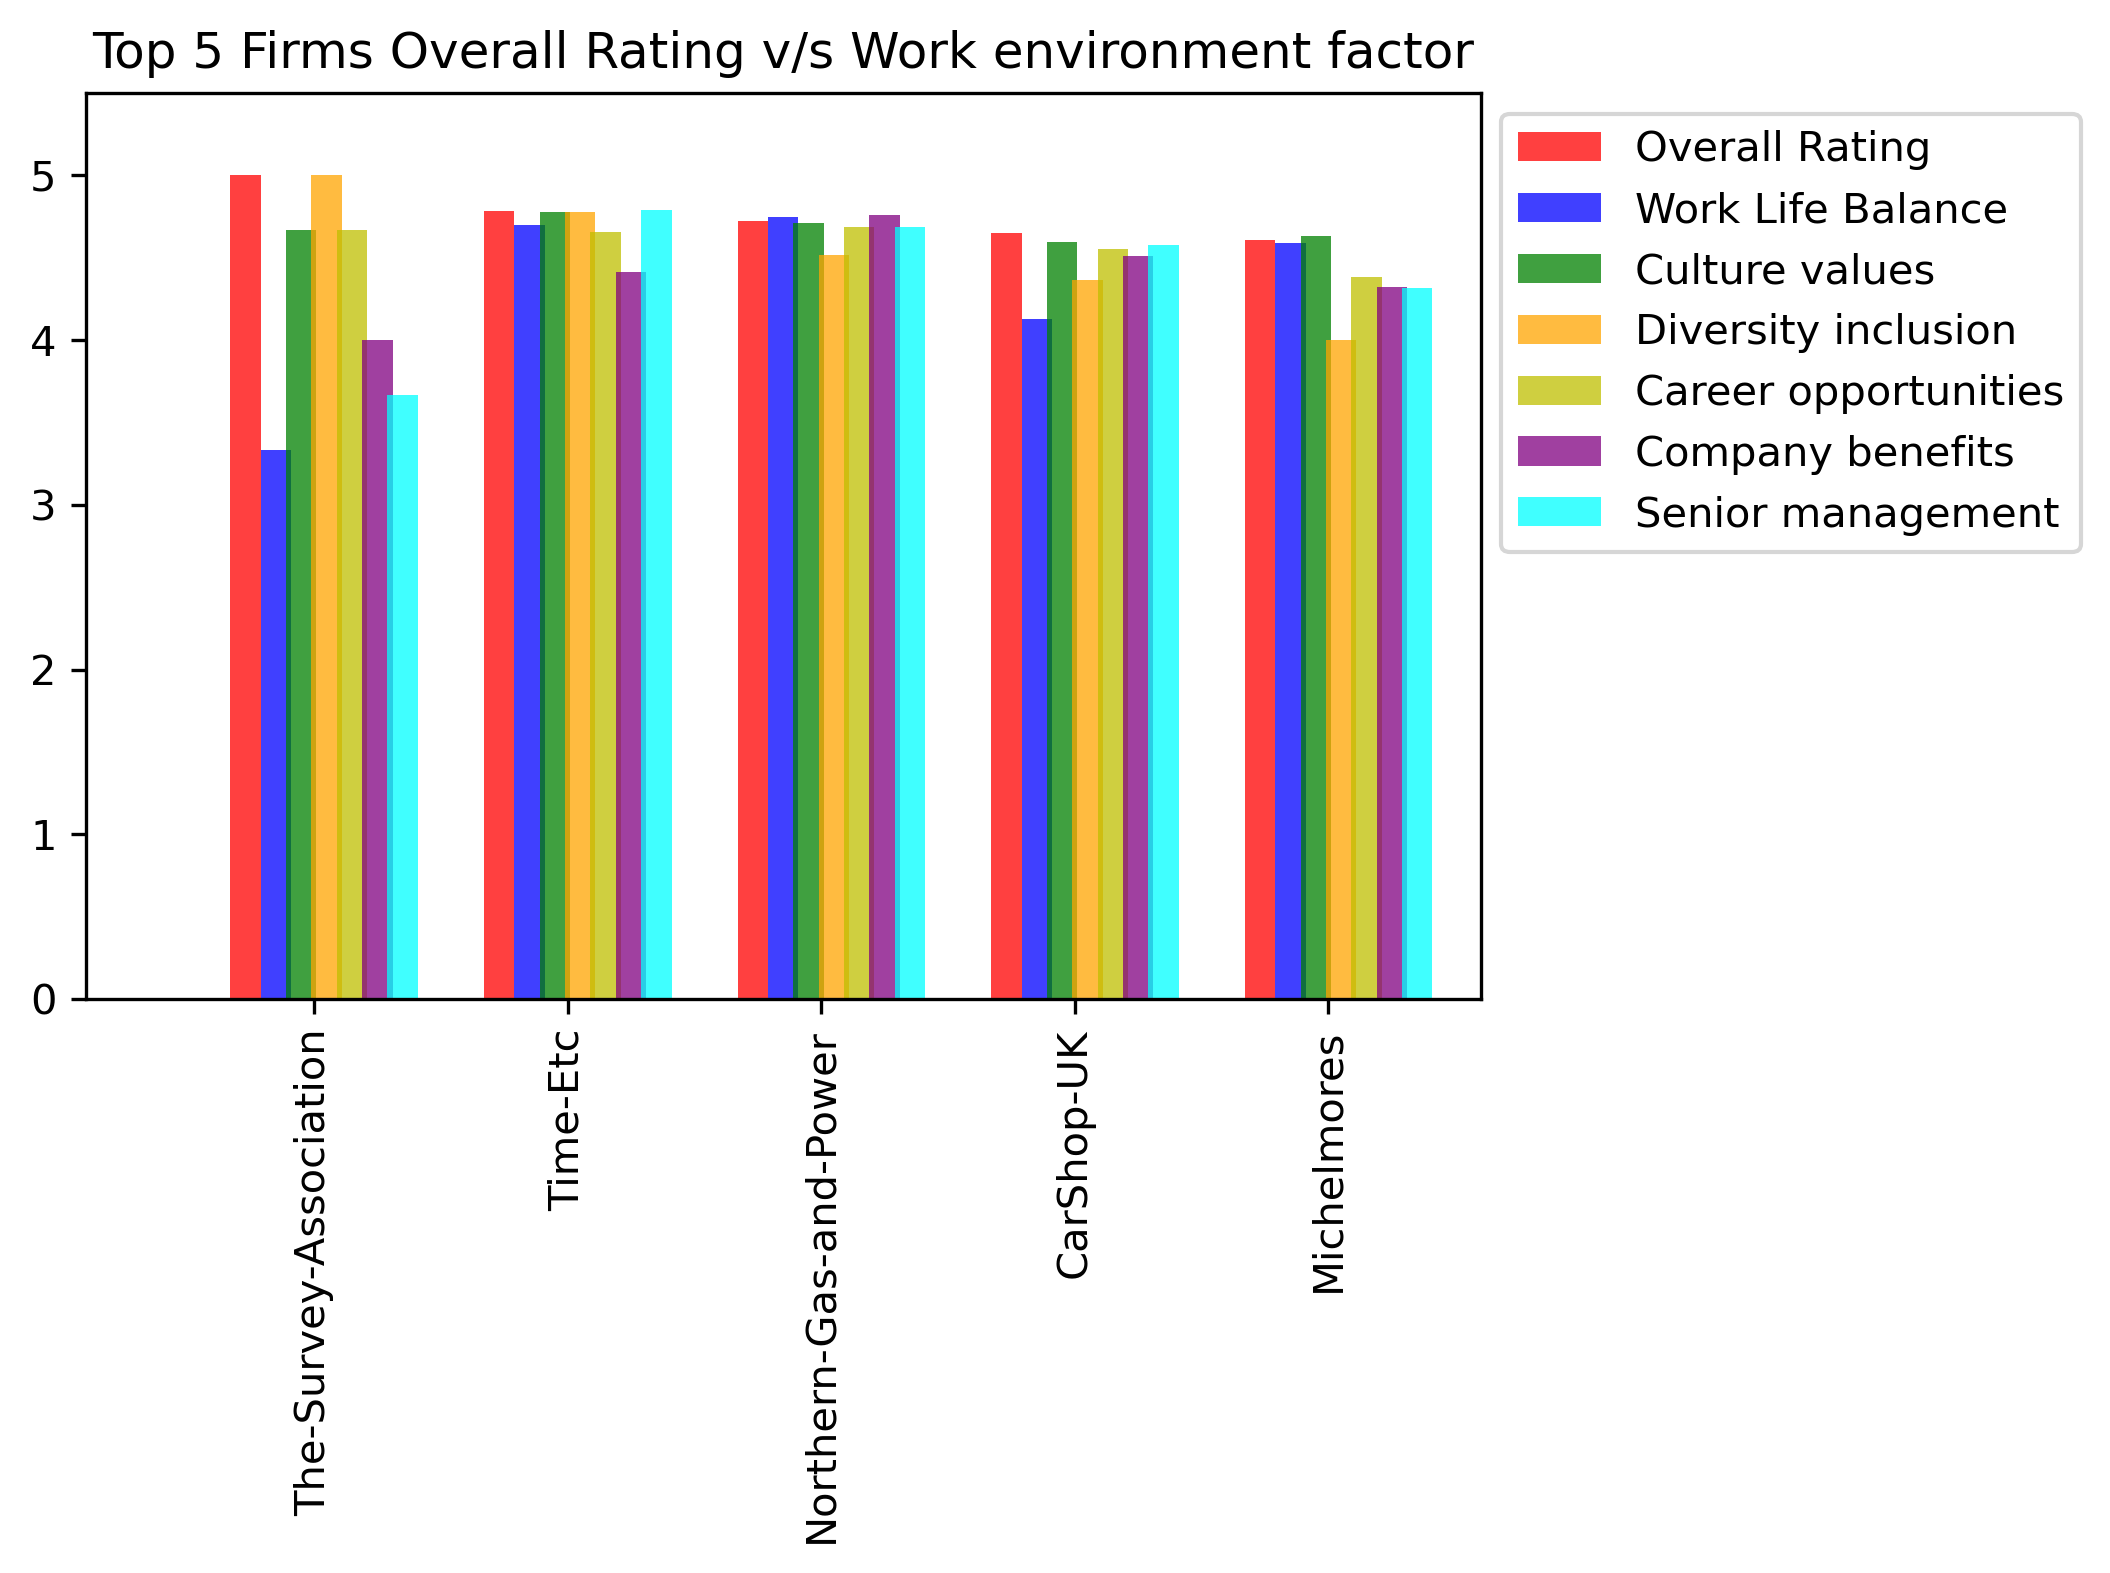 Top 5 Firms Overall Rating v/s Work environment factor
5
4
3
2
1
0
Overall Rating
Work Life Balance
Culture values
Diversity inclusion
Career opportunities
Company benefits
Senior management
The-Survey-Association
Time-Etc
Northern-Gas-and-Power
CarShop-UK
Michelmores